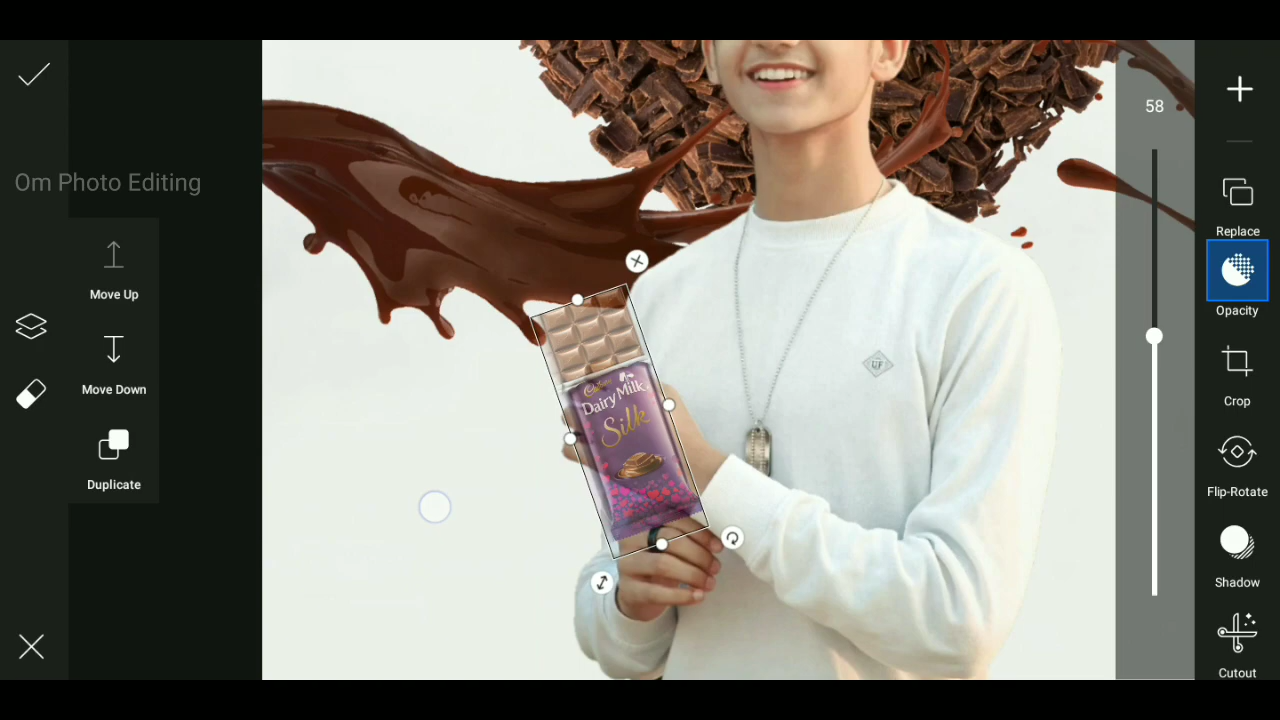 58
Om Photo Editing
Move Up
Move Down
Duplicate
Replace
Opacity
Crop
Flip-Rotate
Shadow
Cutout
Cadbury
Dairy Milk
Silk
UF